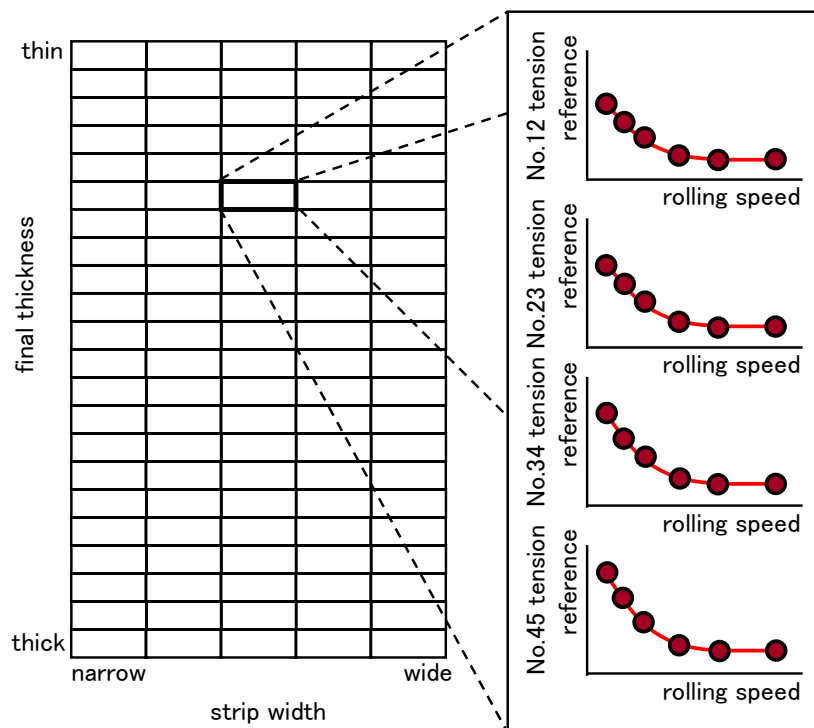 thin
final thickness
thick
narrow
wide
strip width
No.12 tension
reference
rolling speed
No.23 tension
reference
rolling speed
No.34 tension
reference
rolling speed
No.45 tension
reference
rolling speed